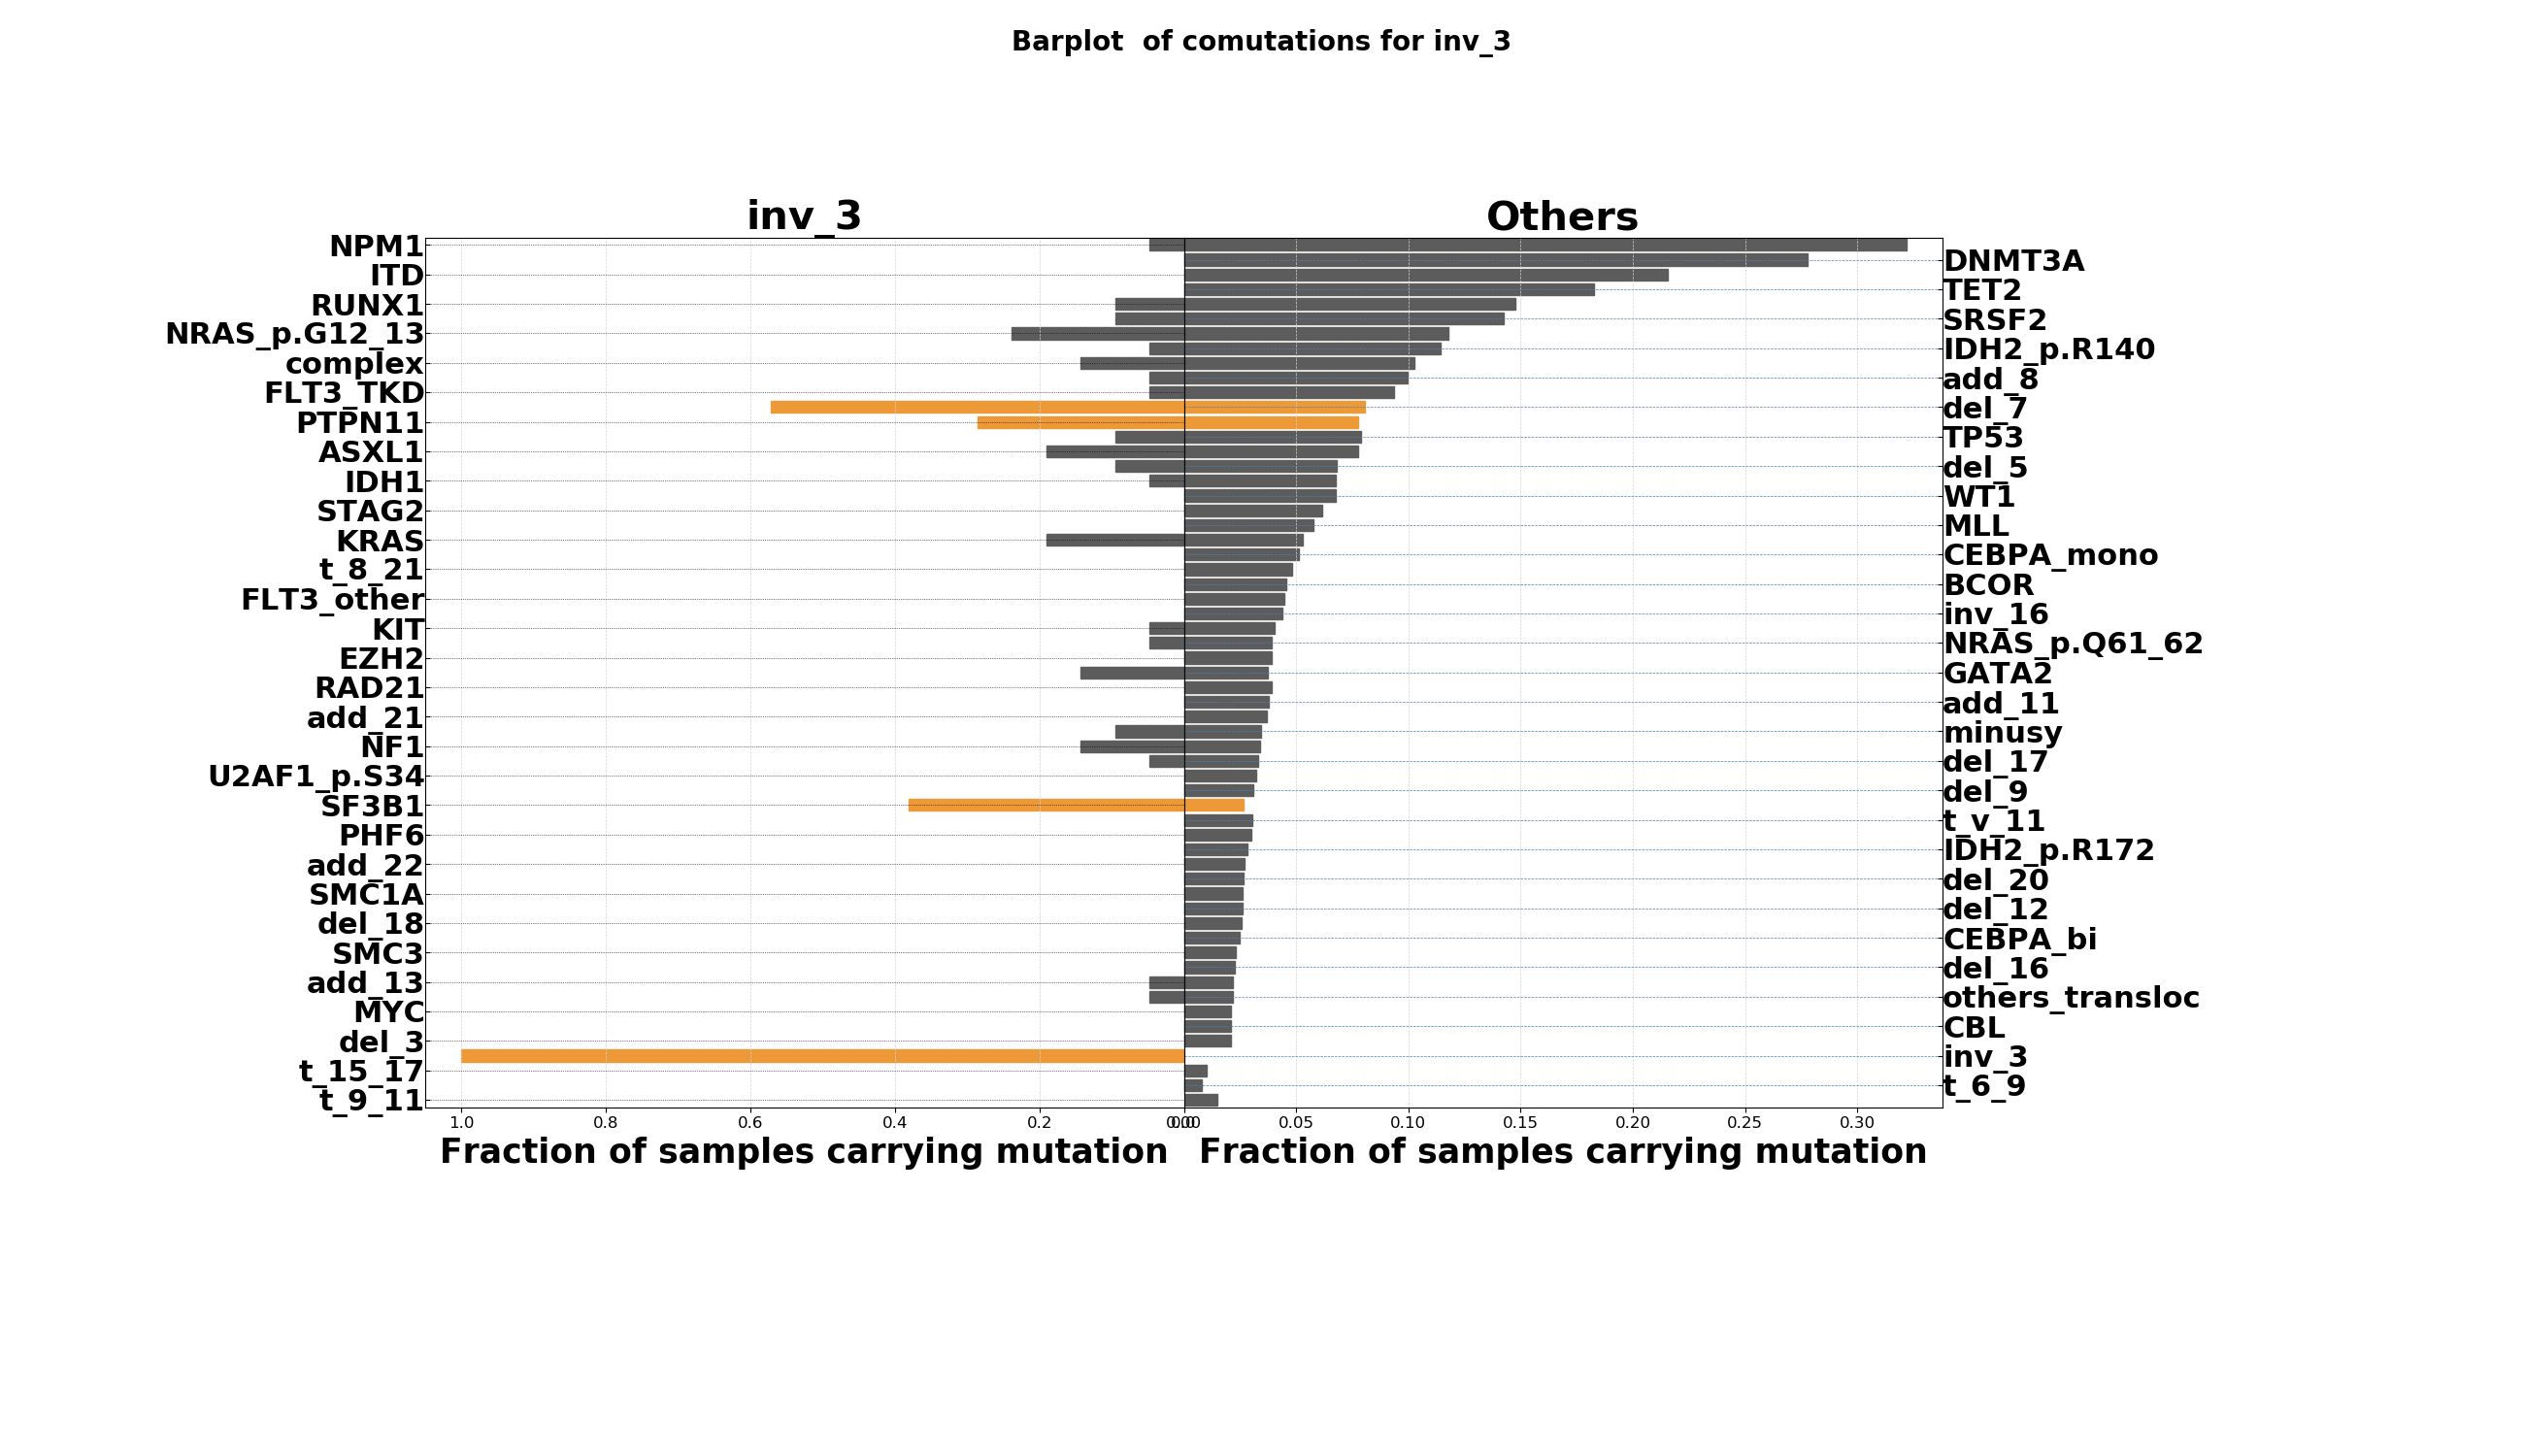 Barplot  of comutations for inv_3
inv_3
Others
NPM1
DNMT3A
ITD
TET2
RUNX1
SRSF2
NRAS_p.G12_13
IDH2_p.R140
complex
add_8
FLT3_TKD
del_7
PTPN11
TP53
ASXL1
del_5
IDH1
WT1
STAG2
MLL
KRAS
CEBPA_mono
t_8_21
BCOR
FLT3_other
inv_16
KIT
NRAS_p.Q61_62
EZH2
GATA2
RAD21
add_11
add_21
minusy
NF1
del_17
U2AF1_p.S34
del_9
SF3B1
t_v_11
PHF6
IDH2_p.R172
add_22
del_20
SMC1A
del_12
del_18
CEBPA_bi
SMC3
del_16
add_13
others_transloc
MYC
CBL
del_3
inv_3
t_15_17
t_6_9
t_9_11
1.0 0.8 0.6 0.4 0.2 0.0 0.00 0.05 0.10 0.15 0.20 0.25 0.30
Fraction of samples carrying mutation
Fraction of samples carrying mutation